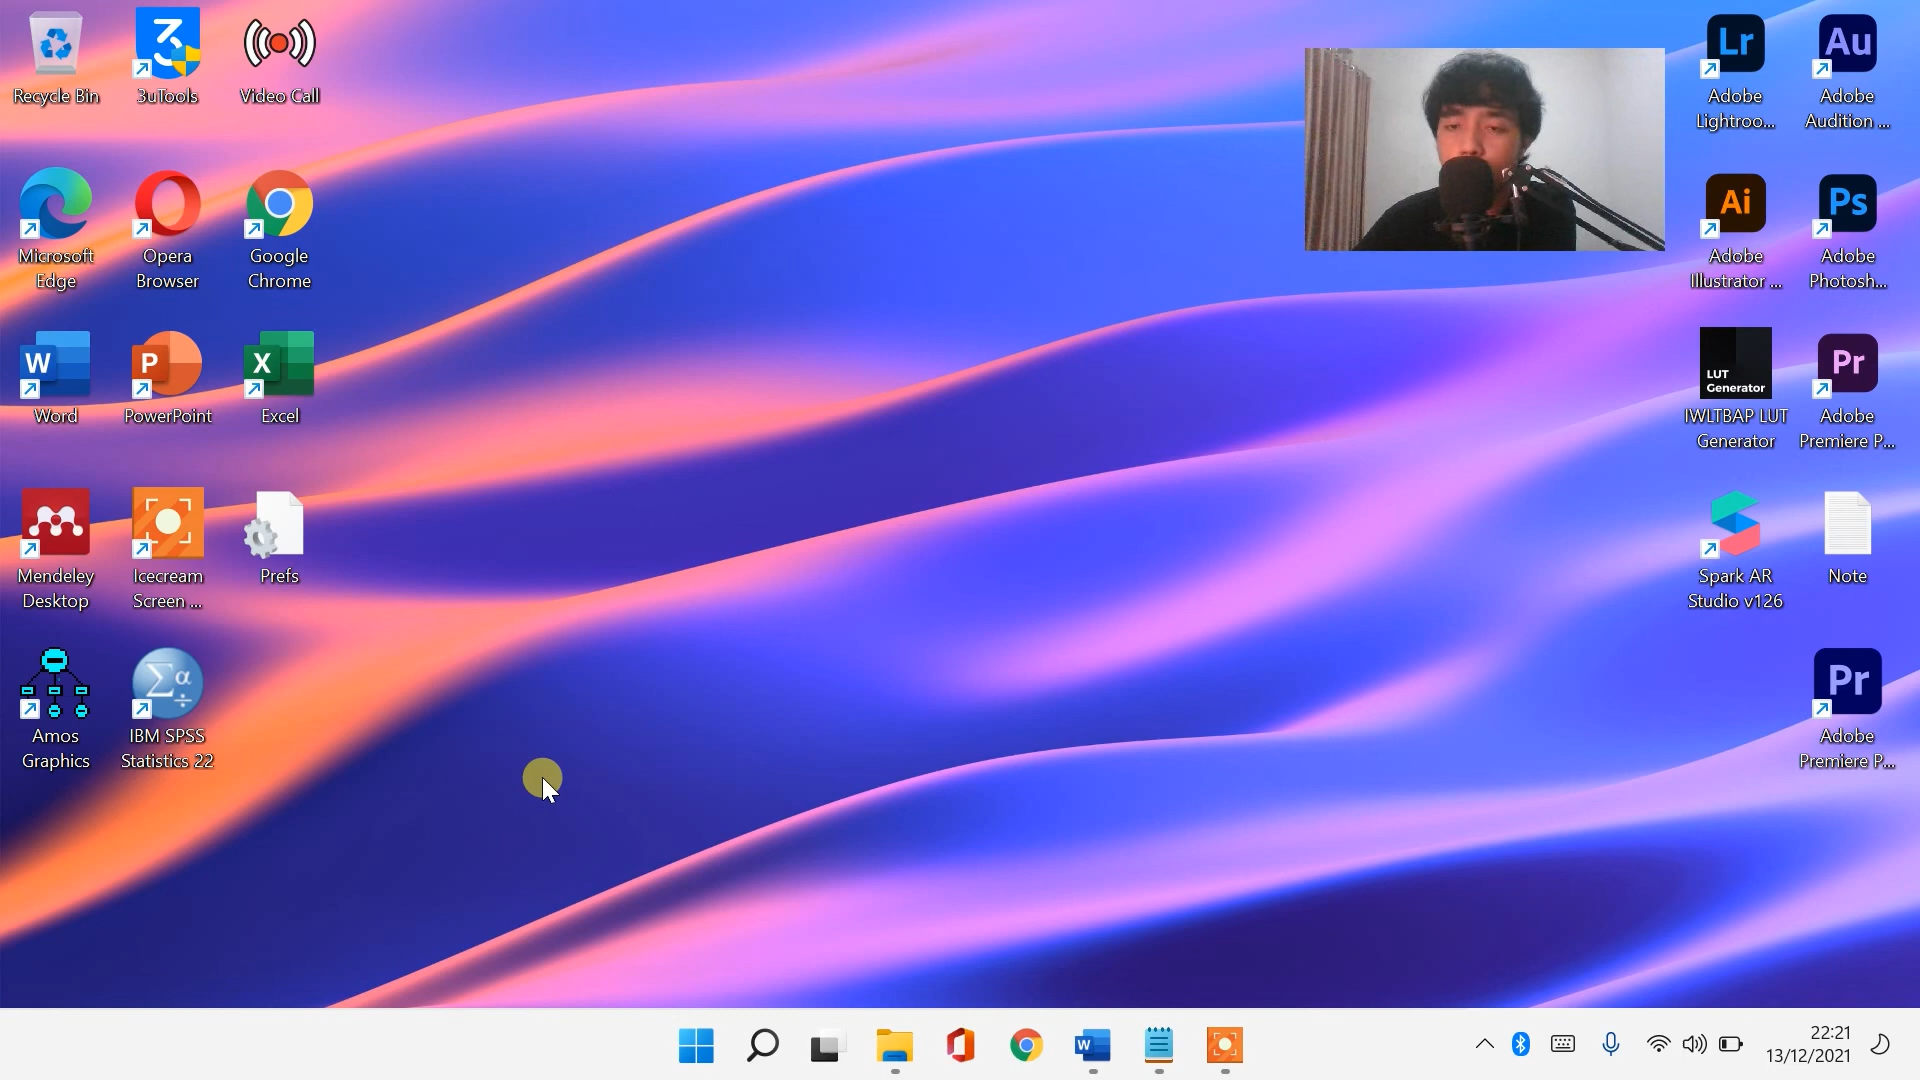 Recycle Bin
3uTools
Video Call
Microsoft
Edge
Opera
Browser
Google
Chrome
W
Word
P
PowerPoint
X
Excel
Mendeley
Desktop
Icecream
Screen ...
Prefs
Amos
Graphics
Σα
÷
IBM SPSS
Statistics 22
Lr
Adobe
Lightroo...
Au
Adobe
Audition ...
Ai
Adobe
Illustrator ...
Ps
Adobe
Photosh...
LUT
Generator
IWLTBAP LUT
Generator
Pr
Adobe
Premiere P...
Spark AR
Studio v126
Note
Pr
Adobe
Premiere P...
W
22:21
13/12/2021